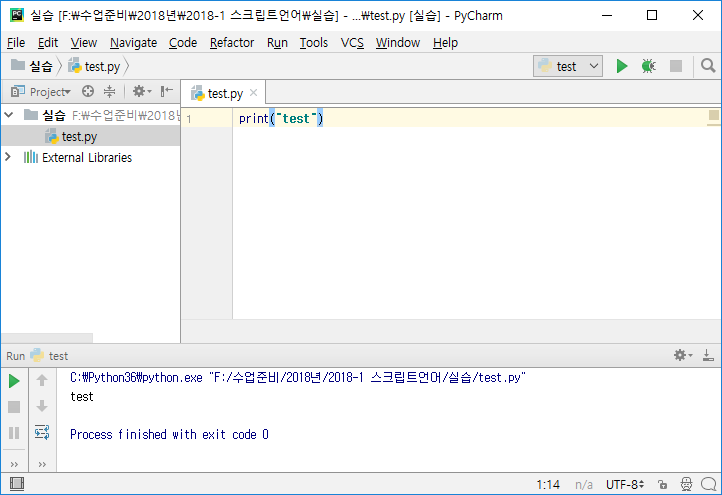 실습 [F:₩수업준비₩2018년₩2018-1 스크립트언어₩실습] - ...₩test.py [실습] - PyCharm
File Edit View Navigate Code Refactor Run Tools VCS Window Help
실습 test.py test
Project test.py
실습 F:₩수업준비₩2018년
1 print("test")
test.py
External Libraries
Run test
C:₩Python36₩python.exe "F:/수업준비/2018년/2018-1 스크립트언어/실습/test.py"
test
Process finished with exit code 0
1:14 n/a UTF-8